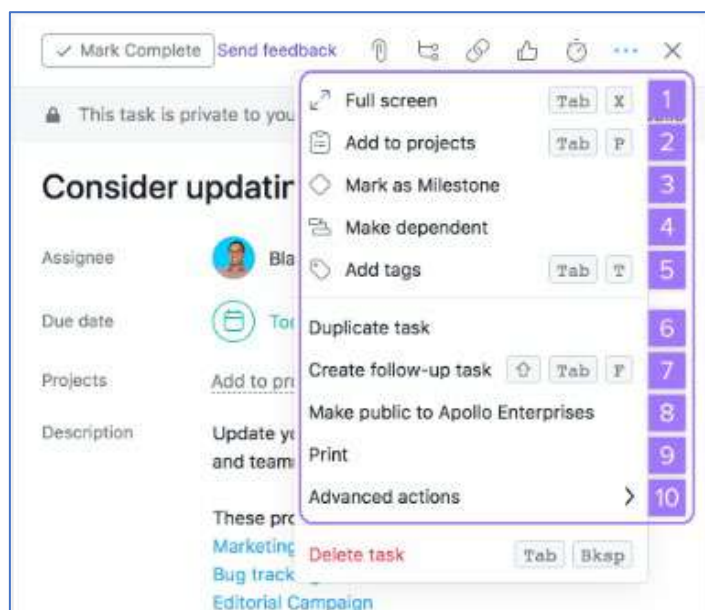 Mark Complete Send feedback
Full screen Tab X 1
This task is private to you
Add to projects Tab P 2
Mark as Milestone 3
Consider updatin
Make dependent 4
Assignee Bla
Add tags Tab T 5
Due date To
Duplicate task 6
Create follow-up task Tab F 7
Projects Add to pr
Make public to Apollo Enterprises 8
Description Update yo
and team
Print 9
Advanced actions 10
These pro
Marketing
Delete task Tab Bksp
Bug track
Editorial Campaign